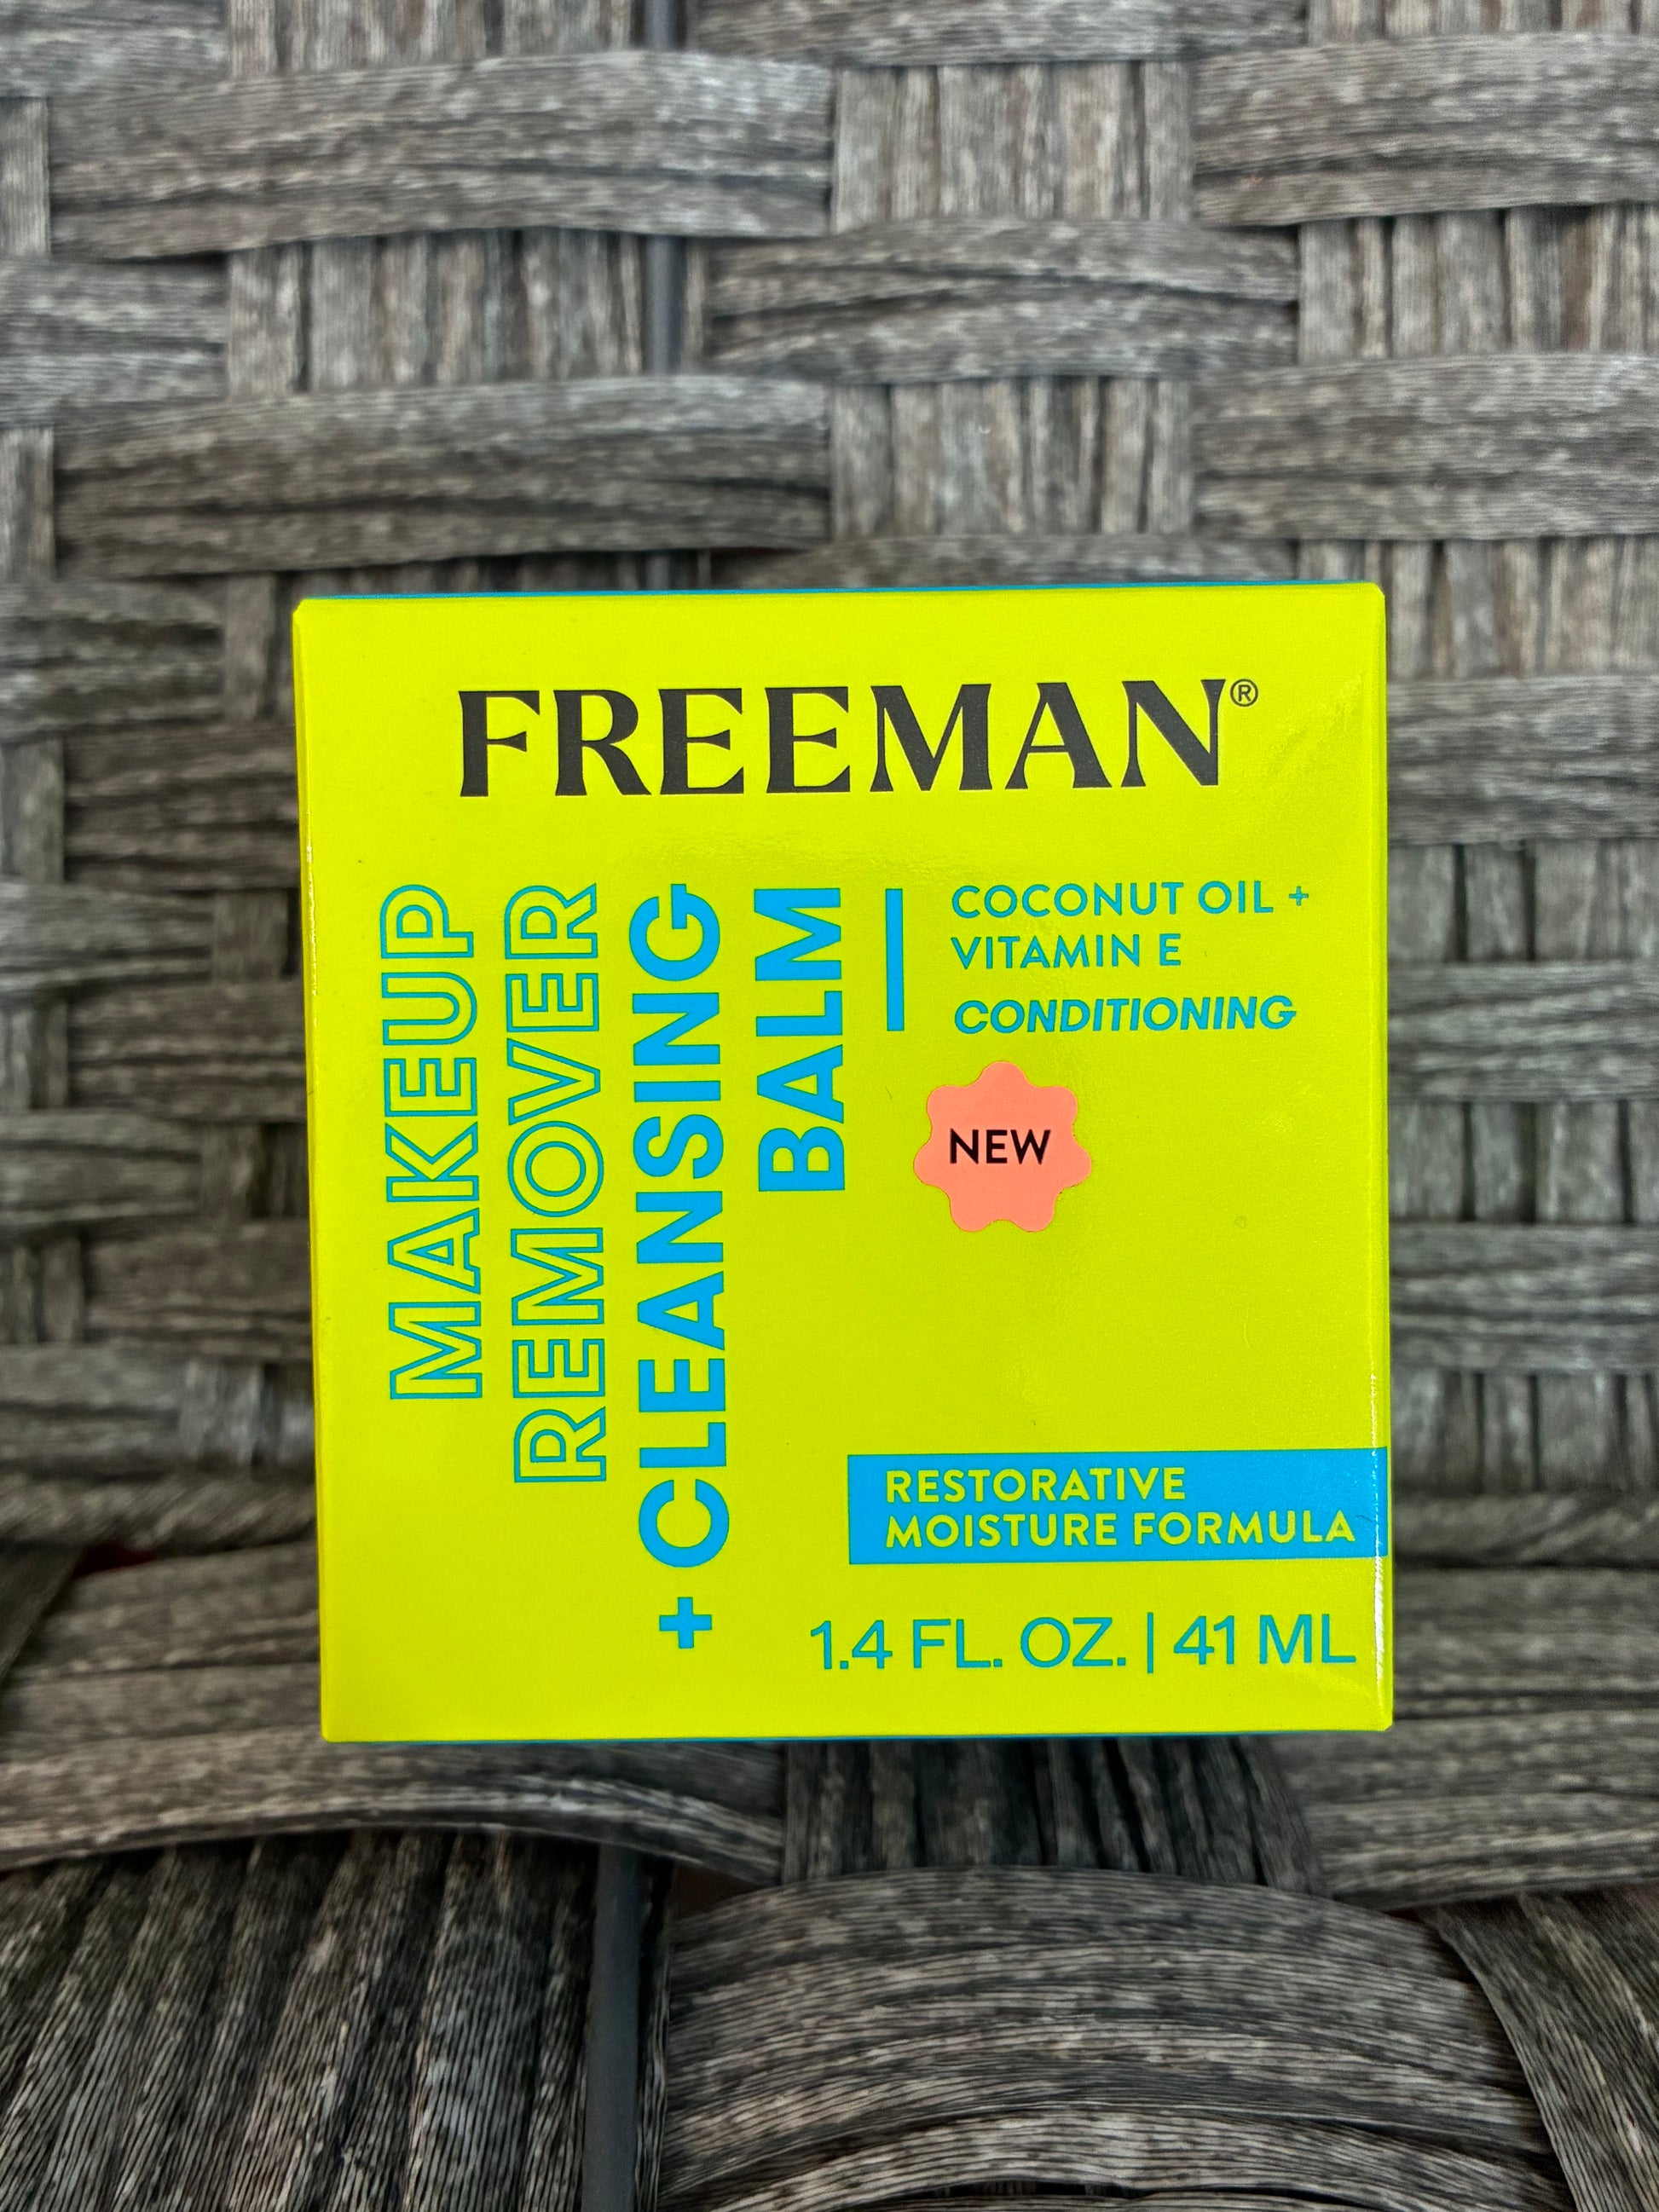 FREEMAN®
MAKEUP
REMOVER
+ CLEANSING
BALM
COCONUT OIL +
VITAMIN E
CONDITIONING
NEW
RESTORATIVE
MOISTURE FORMULA
1.4 FL. OZ. | 41 ML